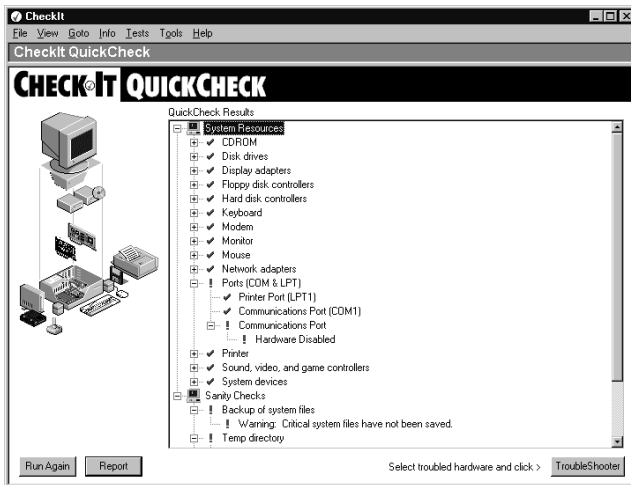 CheckIt
File View Goto Info Tests Tools Help
CheckIt QuickCheck
CHECK IT QUICKCHECK
QuickCheck Results
System Resources
CDROM
Disk drives
Display adapters
Floppy disk controllers
Hard disk controllers
Keyboard
Modem
Monitor
Mouse
Network adapters
Ports (COM & LPT)
Printer Port (LPT1)
Communications Port (COM1)
Communications Port
Hardware Disabled
Printer
Sound, video, and game controllers
System devices
Sanity Checks
Backup of system files
Warning: Critical system files have not been saved.
Temp directory
Run Again Report Select troubled hardware and click > TroubleShooter